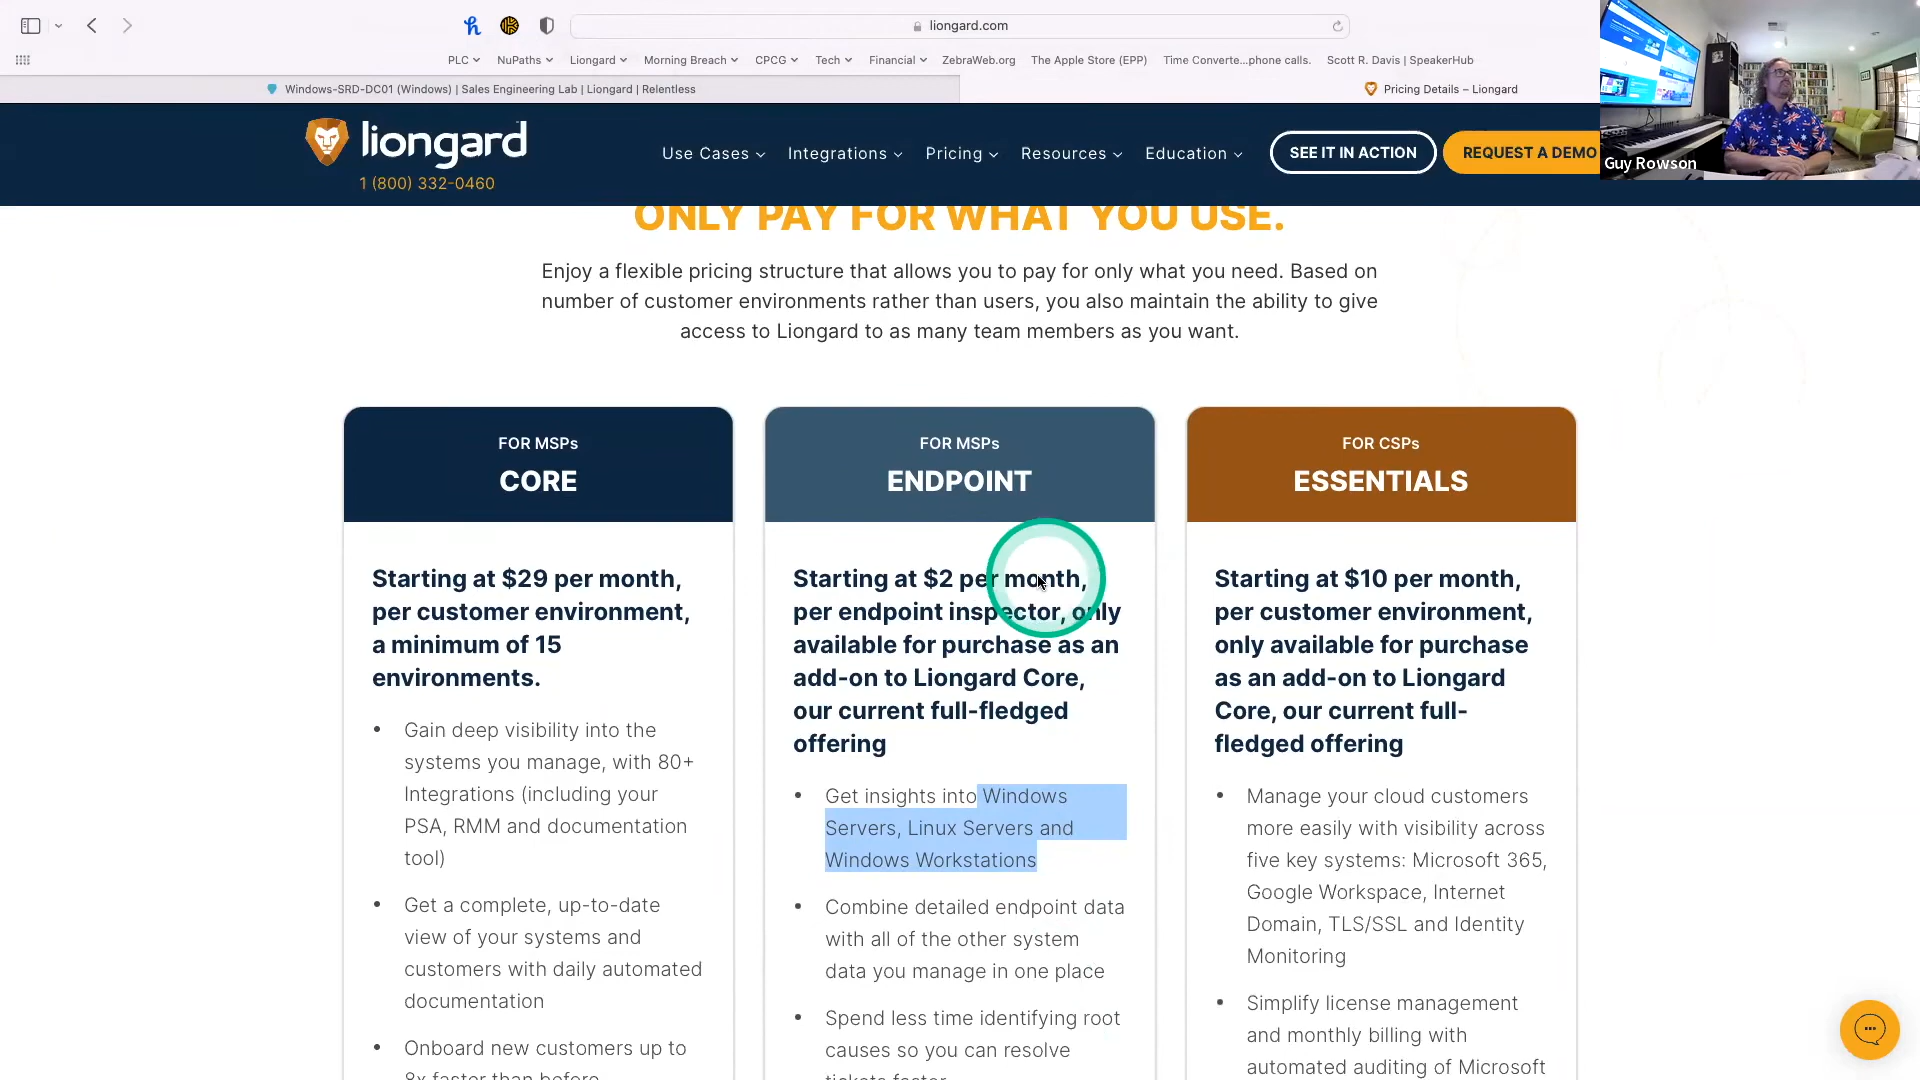 liongard.com
PLC
NuPaths
Liongard
Morning Breach
CPCG
Tech
Financial
ZebraWeb.org
The Apple Store (EPP)
Time Converte...phone calls.
Scott R. Davis | SpeakerHub
Windows-SRD-DC01 (Windows) | Sales Engineering Lab | Liongard | Relentless
Pricing Details – Liongard
liongard
1 (800) 332-0460
Use Cases
Integrations
Pricing
Resources
Education
SEE IT IN ACTION
REQUEST A DEMO
Guy Rowson
ONLY PAY FOR WHAT YOU USE.
Enjoy a flexible pricing structure that allows you to pay for only what you need. Based on
number of customer environments rather than users, you also maintain the ability to give
access to Liongard to as many team members as you want.
FOR MSPs
CORE
Starting at $29 per month,
per customer environment,
a minimum of 15
environments.
• Gain deep visibility into the
systems you manage, with 80+
Integrations (including your
PSA, RMM and documentation
tool)
• Get a complete, up-to-date
view of your systems and
customers with daily automated
documentation
• Onboard new customers up to
8x faster than before
FOR MSPs
ENDPOINT
Starting at $2 per month,
per endpoint inspector, only
available for purchase as an
add-on to Liongard Core,
our current full-fledged
offering
• Get insights into Windows
Servers, Linux Servers and
Windows Workstations
• Combine detailed endpoint data
with all of the other system
data you manage in one place
• Spend less time identifying root
causes so you can resolve
tickets faster
FOR CSPs
ESSENTIALS
Starting at $10 per month,
per customer environment,
only available for purchase
as an add-on to Liongard
Core, our current full-
fledged offering
• Manage your cloud customers
more easily with visibility across
five key systems: Microsoft 365,
Google Workspace, Internet
Domain, TLS/SSL and Identity
Monitoring
• Simplify license management
and monthly billing with
automated auditing of Microsoft